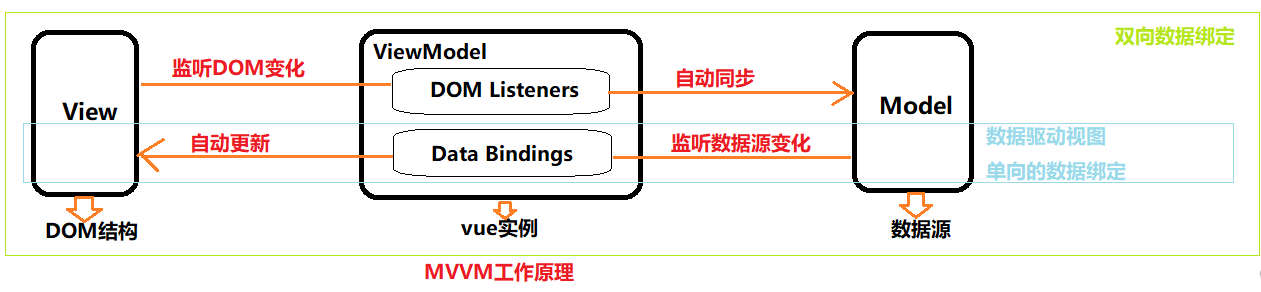 双向数据绑定
ViewModel
监听DOM变化
DOM Listeners
自动同步
View
Model
自动更新
Data Bindings
监听数据源变化
数据驱动视图
单向的数据绑定
DOM结构
vue实例
数据源
MVVM工作原理